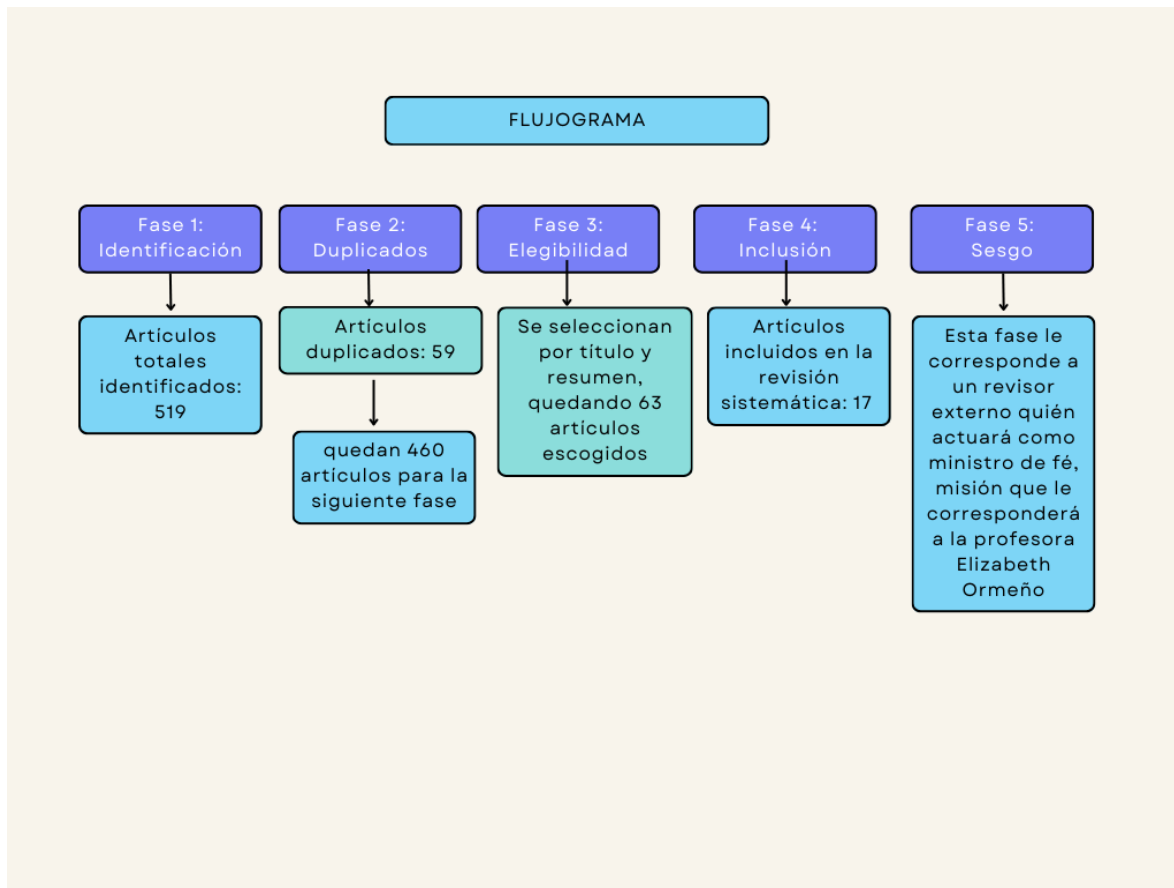 FLUJOGRAMA
Fase 1:
Identificación
Artículos
totales
identificados:
519
Fase 2:
Duplicados
Artículos
duplicados: 59
quedan 460
artículos para la
siguiente fase
Fase 3:
Elegibilidad
Se seleccionan
por título y
resumen,
quedando 63
artículos
escogidos
Fase 4:
Inclusión
Artículos
incluidos en la
revisión
sistemática: 17
Fase 5:
Sesgo
Esta fase le
corresponde a
un revisor
externo quién
actuará como
ministro de fé,
misión que le
corresponderá
a la profesora
Elizabeth
Ormeño